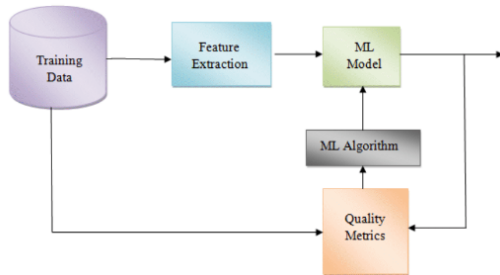 Training
Data
Feature
Extraction
ML
Model
ML Algorithm
Quality
Metrics